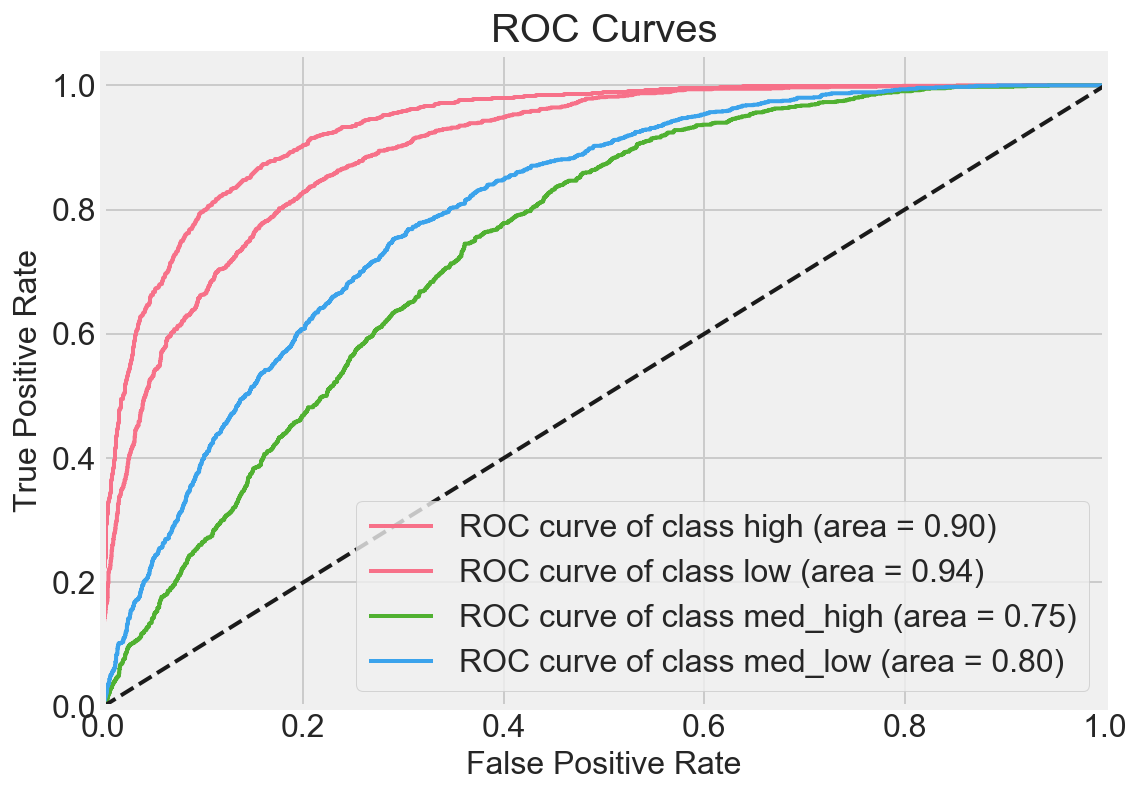 ROC Curves
True Positive Rate
1.0
0.8
0.6
0.4
0.2
0.0
ROC curve of class high (area = 0.90)
ROC curve of class low (area = 0.94)
ROC curve of class med_high (area = 0.75)
ROC curve of class med_low (area = 0.80)
0.0 0.2 0.4 0.6 0.8 1.0
False Positive Rate